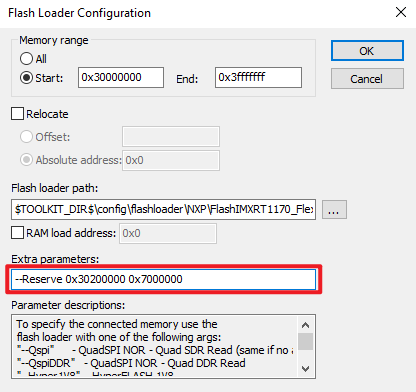 Flash Loader Configuration
Memory range
All
Start: 0x30000000 End: 0x3fffffff
OK
Cancel
Relocate
Offset:
Absolute address: 0x0
Flash loader path:
$TOOLKIT_DIR$\config\flashloader\NXP\FlashIMXRT1170_Fle
...
RAM load address: 0x0
Extra parameters:
--Reserve 0x30200000 0x7000000
Parameter descriptions:
To specify the connected memory use the
flash loader with one of the following args:
"--Qspi" - QuadSPI NOR - Quad SDR Read (same if no
"--QspiDDR" - QuadSPI NOR - Quad DDR Read
"--Hyper1V8" - HyperFLASH 1V8